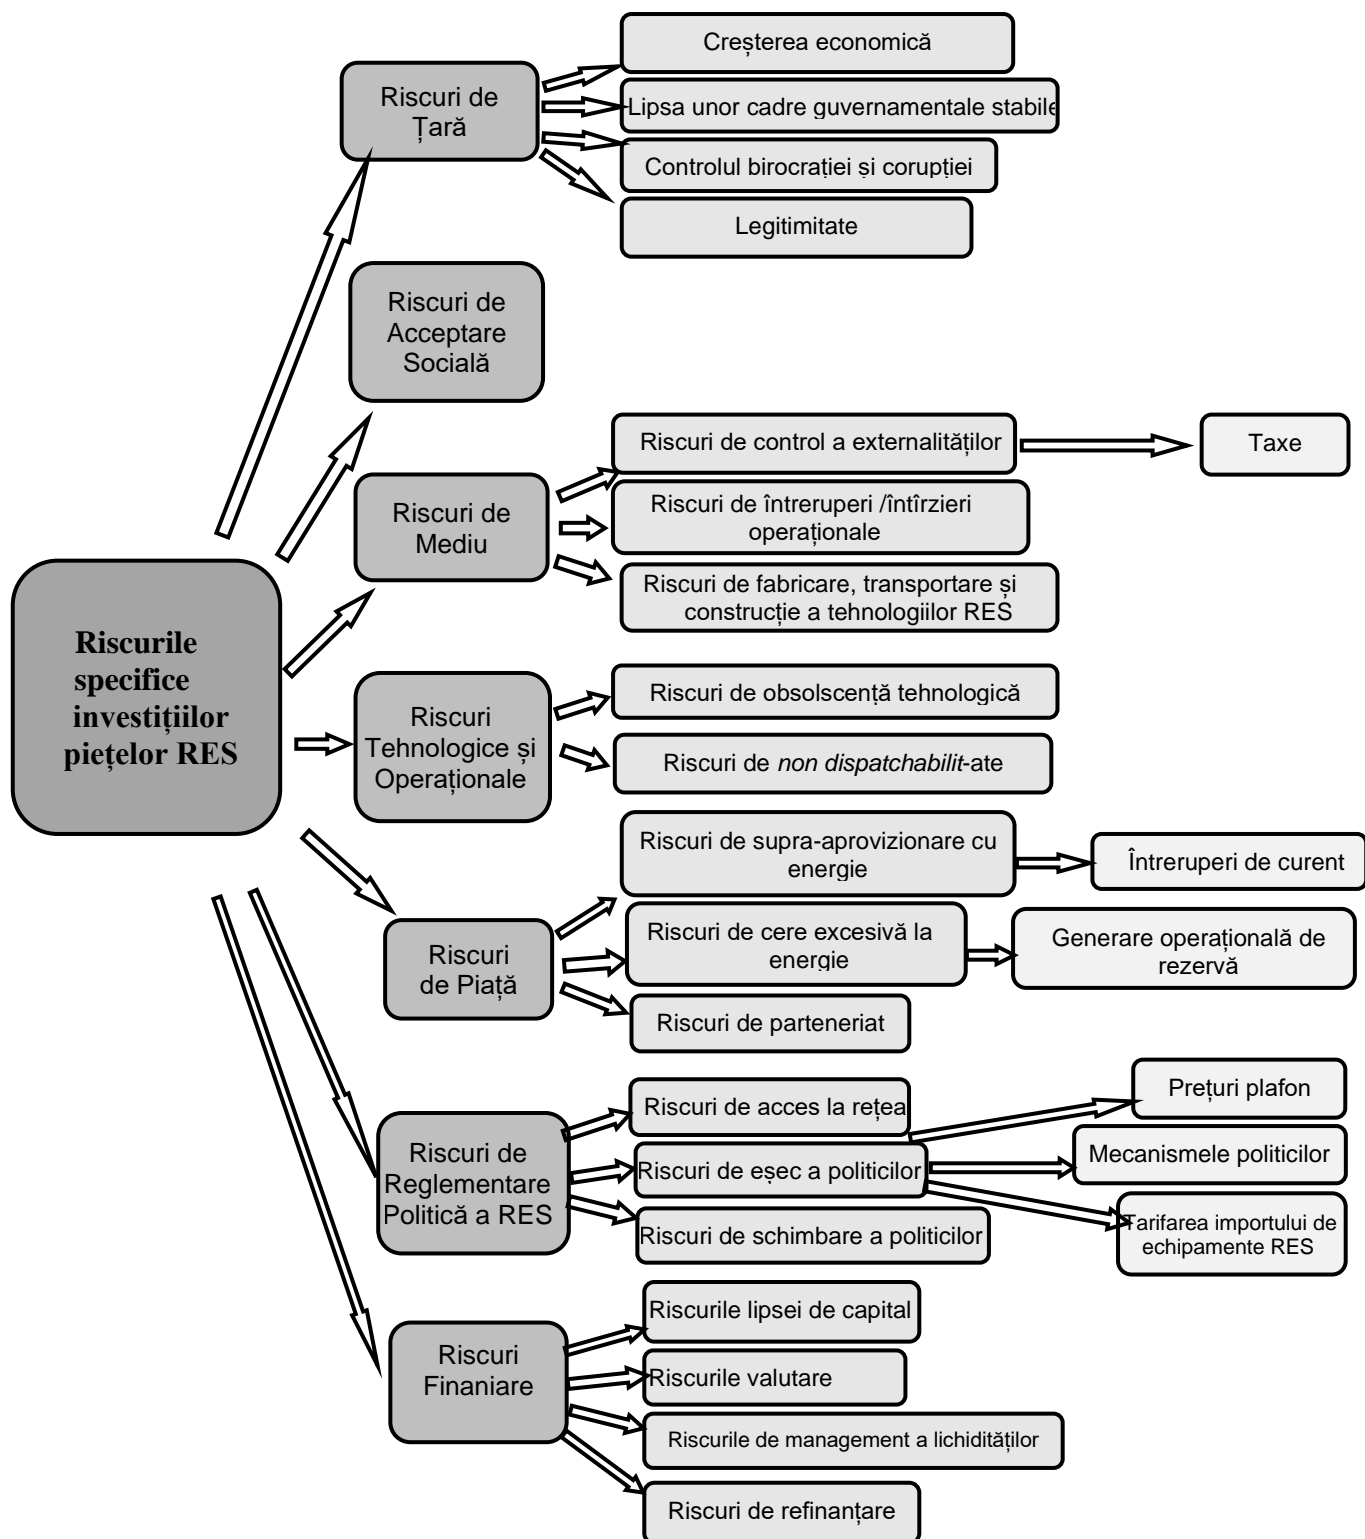 Creșterea economică
Riscuri de
Țară
Lipsa unor cadre guvernamentale stabile
Controlul birocrației și corupției
Legitimitate
Riscuri de
Acceptare
Socială
Riscuri de control a externalităților
Taxe
Riscuri de
Mediu
Riscuri de întreruperi /întîrzieri
operaționale
Riscuri de fabricare, transportare și
construcție a tehnologiilor RES
Riscurile
specifice
investițiilor
piețelor RES
Riscuri
Tehnologice și
Operaționale
Riscuri de obsolscență tehnologică
Riscuri de non dispatchabilit-ate
Riscuri de supra-aprovizionare cu
energie
Întreruperi de curent
Riscuri
de Piață
Riscuri de cere excesivă la
energie
Generare operațională de
rezervă
Riscuri de parteneriat
Riscuri de
Reglementare
Politică a RES
Riscuri de acces la rețea
Riscuri de eșec a politicilor
Prețuri plafon
Mecanismele politicilor
Tarifarea importului de
echipamente RES
Riscuri de schimbare a politicilor
Riscuri
Finaniare
Riscurile lipsei de capital
Riscurile valutare
Riscurile de management a lichidităților
Riscuri de refinanțare